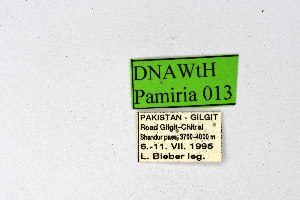 DNAWtH
Pamiria 013
PAKISTAN - GILGIT
Road Gilgit-Chitral
Shandur pass, 3700-4000 m
6.-11. VII. 1995
L. Bieber leg.